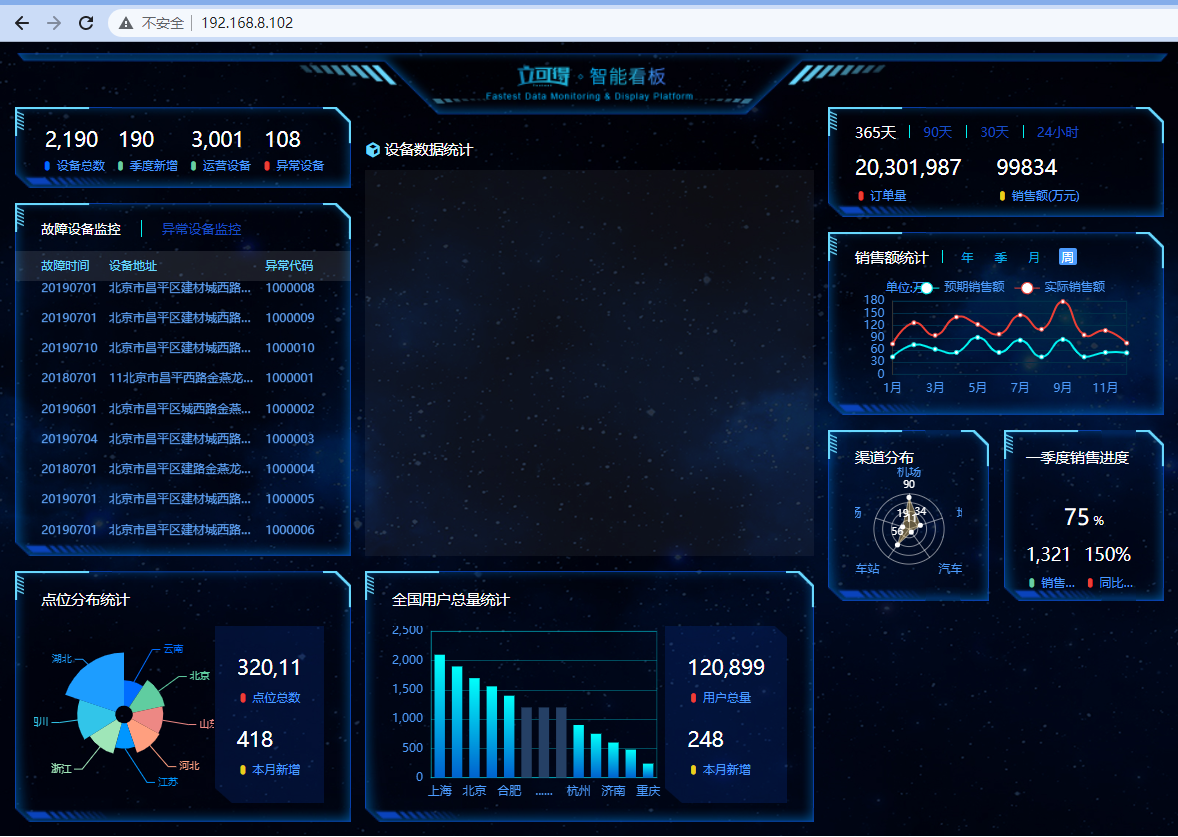 不安全 192.168.8.102
立可得 · 智能看板
Fastest Data Monitoring & Display Platform
2,190 190 3,001 108
设备总数 季度新增 运营设备 异常设备
故障设备监控 异常设备监控
故障时间 设备地址 异常代码
20190701 北京市昌平区建材城西路... 1000008
20190701 北京市昌平区建材城西路... 1000009
20190710 北京市昌平区建材城西路... 1000010
20180701 11北京市昌平西路金燕龙... 1000001
20190601 北京市昌平区城西路金燕... 1000002
20190704 北京市昌平区建材城西路... 1000003
20180701 北京市昌平区建路金燕龙... 1000004
20190701 北京市昌平区建材城西路... 1000005
20190701 北京市昌平区建材城西路... 1000006
点位分布统计
云南
湖北
北京
四川
山东
浙江
河北
江苏
320,11
点位总数
418
本月新增
设备数据统计
全国用户总量统计
2,500
2,000
1,500
1,000
500
0
上海 北京 合肥 ...... 杭州 济南 重庆
120,899
用户总量
248
本月新增
365天 90天 30天 24小时
20,301,987 99834
订单量 销售额(万元)
销售额统计 年 季 月 周
单位:万 预期销售额 实际销售额
180
150
120
90
60
30
0
1月 3月 5月 7月 9月 11月
渠道分布
机场
90
场 地
19 34
11
56
车站 汽车
一季度销售进度
75 %
1,321 150%
销售... 同比...